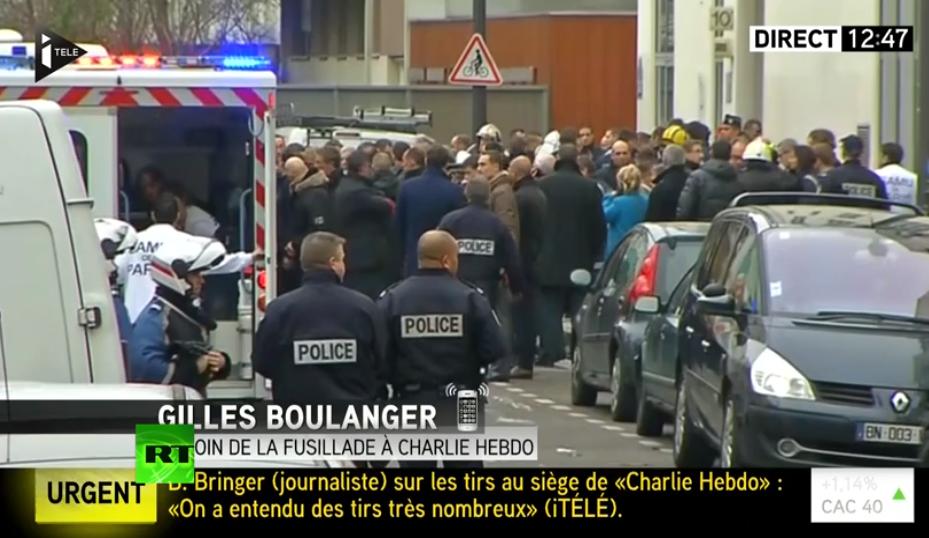 iTELE
DIRECT 12:47
10
POLICE
POLICE
POLICE
POLICE
SAMU
PAR
BN-003
GILLES BOULANGER
OIN DE LA FUSILLADE À CHARLIE HEBDO
RT
URGENT
D. Bringer (journaliste) sur les tirs au siège de «Charlie Hebdo» :
«On a entendu des tirs très nombreux» (iTÉLÉ).
+1,14%
CAC 40